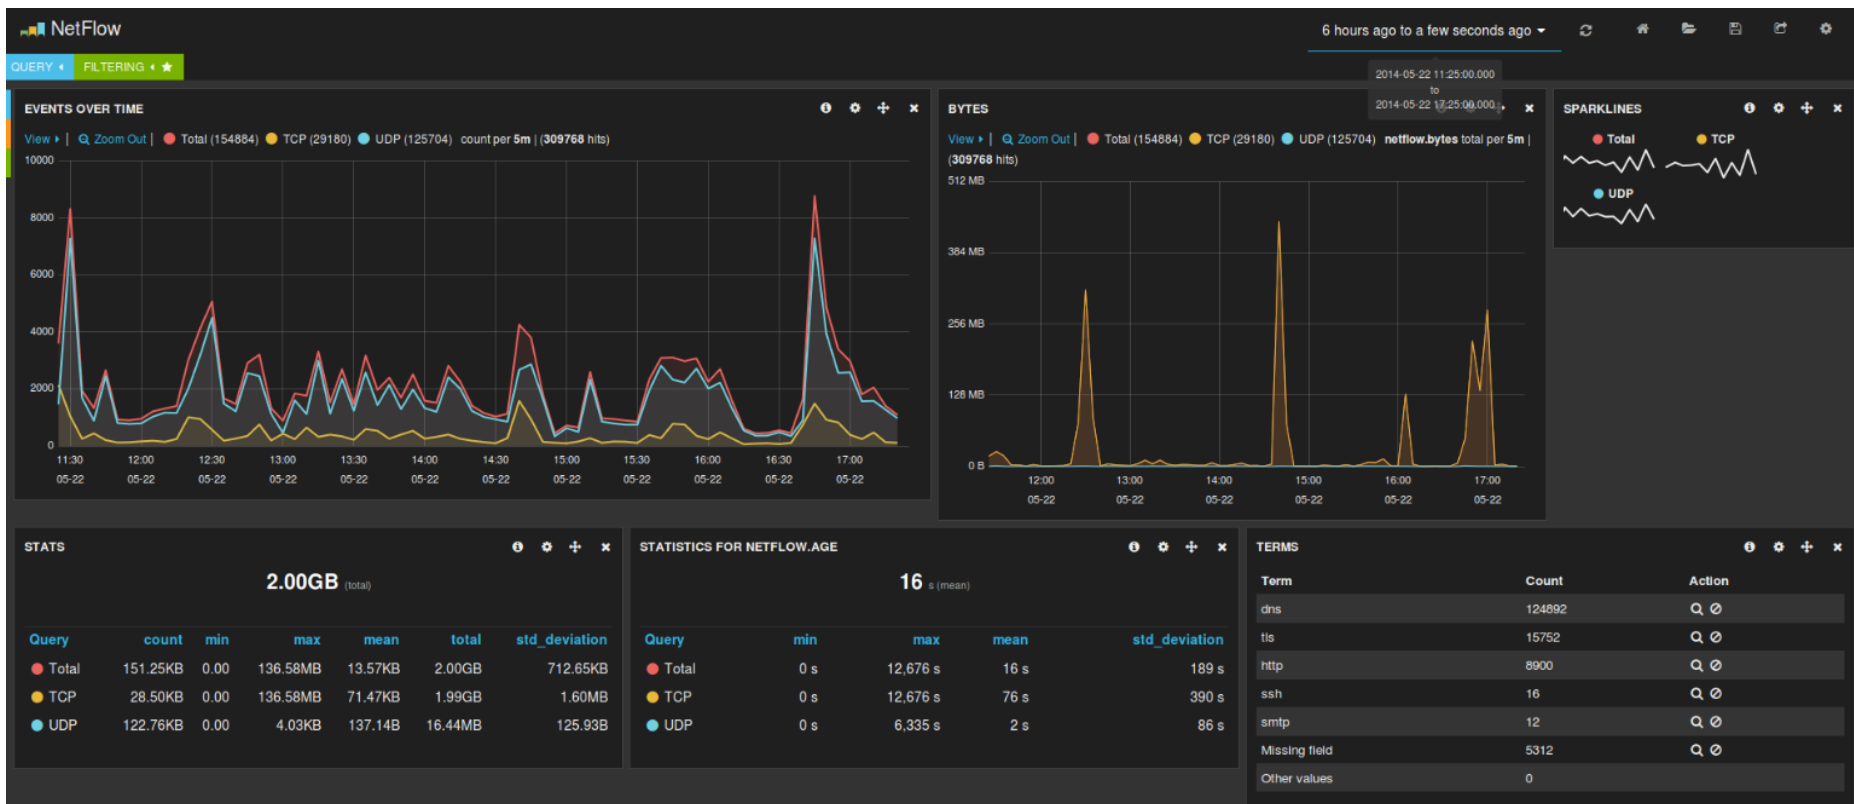 NetFlow
6 hours ago to a few seconds ago
QUERY FILTERING
2014-05-22 11:25:00.000
to
2014-05-22 17:25:00.000
EVENTS OVER TIME
View | Zoom Out | Total (154884) TCP (29180) UDP (125704) count per 5m | (309768 hits)
10000
8000
6000
4000
2000
0
11:30 12:00 12:30 13:00 13:30 14:00 14:30 15:00 15:30 16:00 16:30 17:00
05-22 05-22 05-22 05-22 05-22 05-22 05-22 05-22 05-22 05-22 05-22 05-22
BYTES
View | Zoom Out | Total (154884) TCP (29180) UDP (125704) netflow.bytes total per 5m |
(309768 hits)
512 MB
384 MB
256 MB
128 MB
0 B
12:00 13:00 14:00 15:00 16:00 17:00
05-22 05-22 05-22 05-22 05-22 05-22
SPARKLINES
Total TCP
UDP
STATS
2.00GB (total)
Query count min max mean total std_deviation
Total 151.25KB 0.00 136.58MB 13.57KB 2.00GB 712.65KB
TCP 28.50KB 0.00 136.58MB 71.47KB 1.99GB 1.60MB
UDP 122.76KB 0.00 4.03KB 137.14B 16.44MB 125.93B
STATISTICS FOR NETFLOW.AGE
16 s (mean)
Query min max mean std_deviation
Total 0 s 12,676 s 16 s 189 s
TCP 0 s 12,676 s 76 s 390 s
UDP 0 s 6,335 s 2 s 86 s
TERMS
Term Count Action
dns 124892
tls 15752
http 8900
ssh 16
smtp 12
Missing field 5312
Other values 0